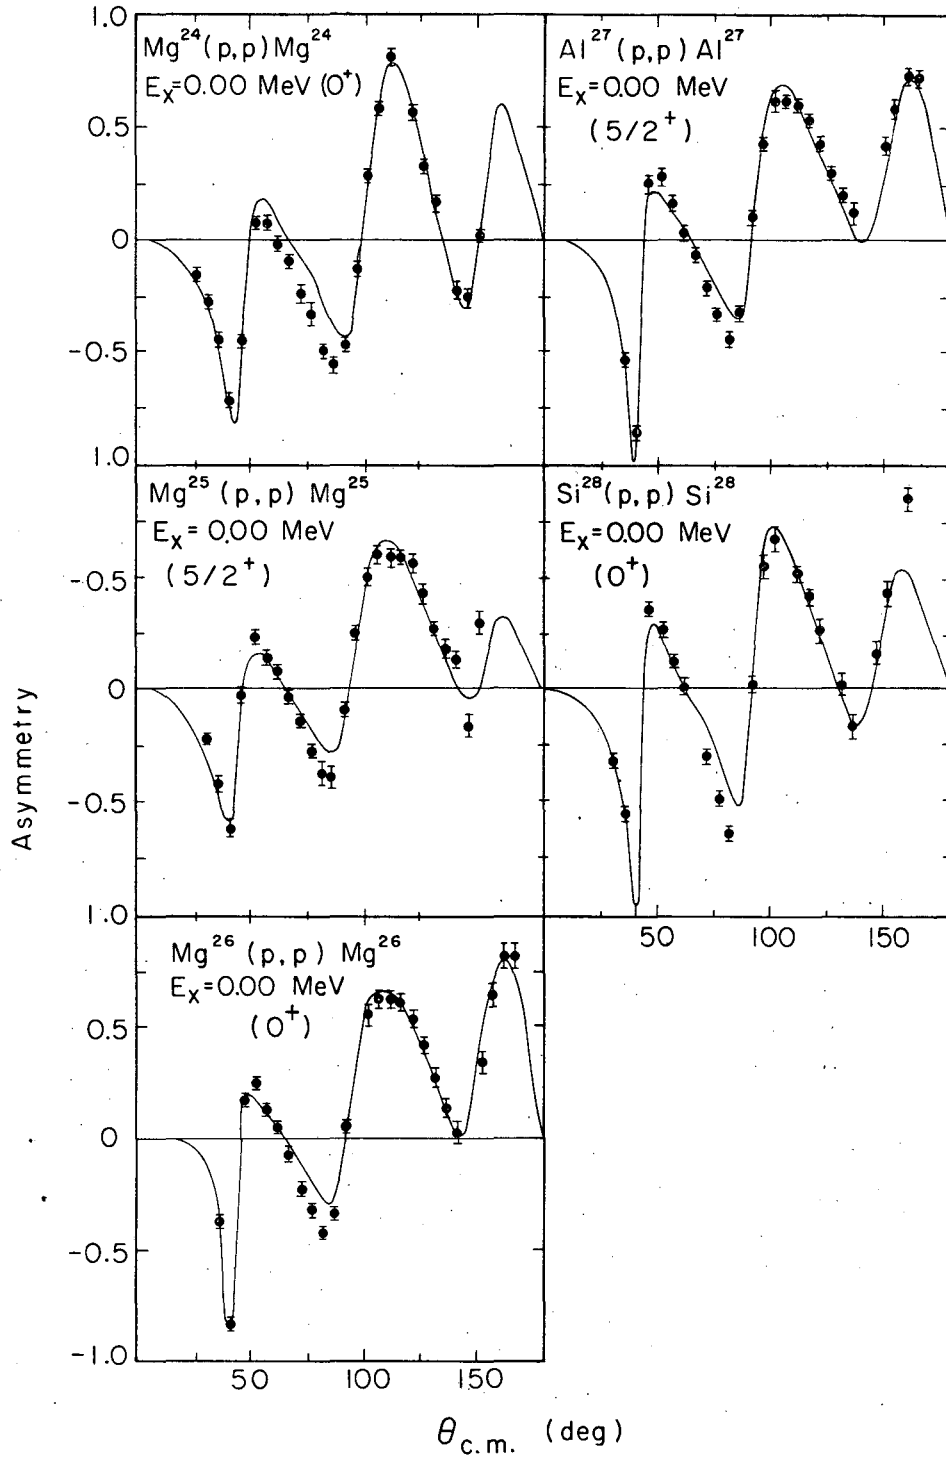 1.0
Mg24(p,p)Mg24
Ex=0.00 MeV (0+)
0.5
0
-0.5
1.0
Al27(p,p)Al27
Ex=0.00 MeV
(5/2+)
Mg25(p,p)Mg25
Ex=0.00 MeV
(5/2+)
-0.5
0
-0.5
1.0
Si28(p,p)Si28
Ex=0.00 MeV
(0+)
50 100 150
Mg26(p,p)Mg26
Ex=0.00 MeV
(0+)
0.5
0
-0.5
-1.0
50 100 150
Asymmetry
θc.m. (deg)